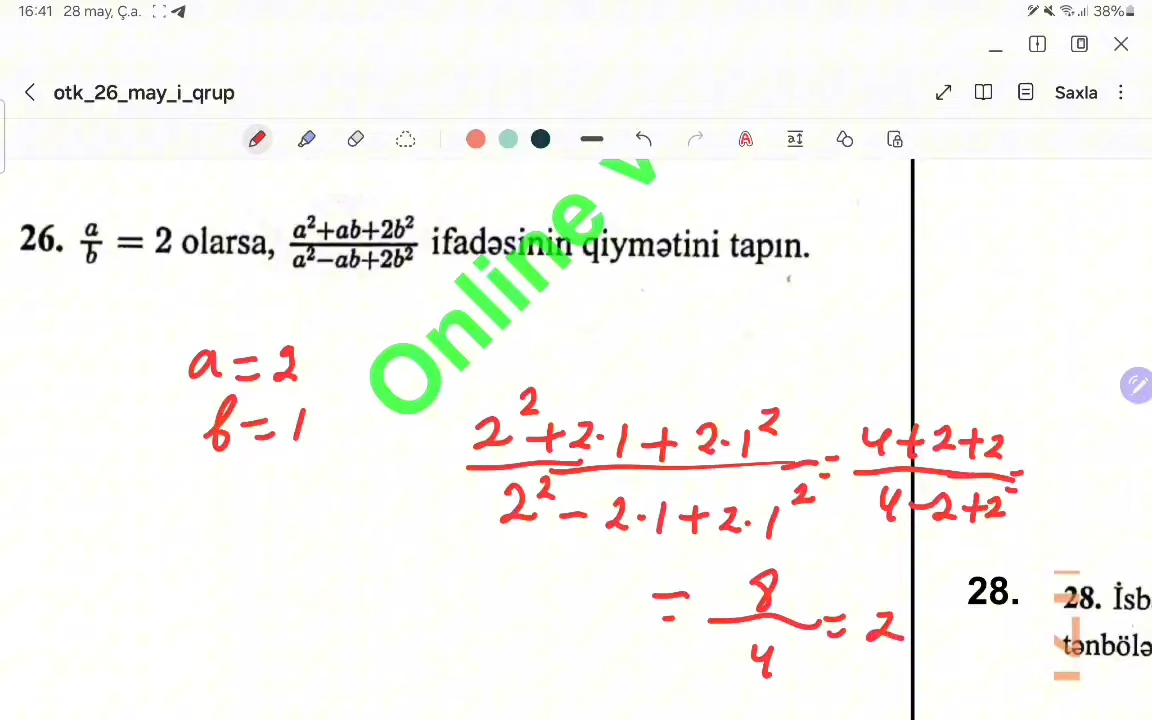 16:41 28 may, Ç.a. 38%
otk_26_may_i_qrup Saxla
26. a/b = 2 olarsa, (a²+ab+2b²)/(a²−ab+2b²) ifadəsinin qiymətini tapın.
Online
a = 2
b = 1
(2² + 2·1 + 2·1²)/(2² − 2·1 + 2·1²) = (4+2+2)/(4−2+2) =
= 8/4 = 2
28. 28. İsb
tənbölə